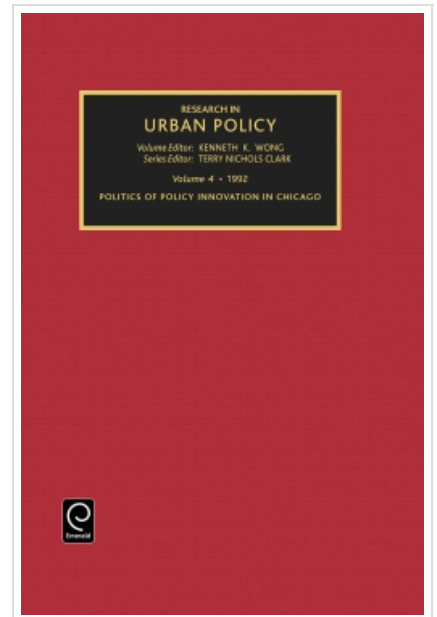 RESEARCH IN
URBAN POLICY
Volume Editor: KENNETH K. WONG
Series Editor: TERRY NICHOLS CLARK
Volume 4 • 1992
POLITICS OF POLICY INNOVATION IN CHICAGO
Emerald